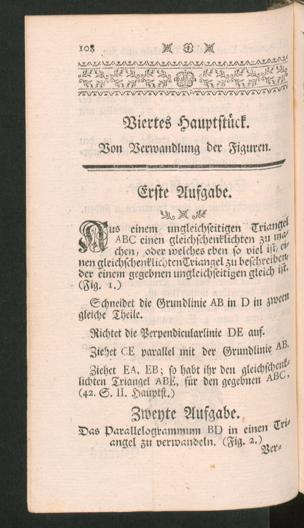 108
Viertes Hauptstück.
Von Verwandlung der Figuren.
Erste Aufgabe.
Aus einem ungleichseitigen Triangel
ABC einen gleichschenklichten zu ma-
chen, oder welches eben so viel ist, ei-
nen gleichschenklichten Triangel zu beschreiben,
der einem gegebnen ungleichseitigen gleich ist.
(Fig. 1.)
Schneidet die Grundlinie AB in D in zween
gleiche Theile.
Richtet die Perpendicularlinie DE auf.
Ziehet CE parallel mit der Grundlinie AB.
Ziehet EA, EB; so habt ihr den gleichschenk-
lichten Triangel ABE, für den gegebnen ABC,
(42. S. II. Hauptst.)
Zweyte Aufgabe.
Das Parallelogrammum BD in einen Tri-
angel zu verwandeln. (Fig. 2.)
Ver-